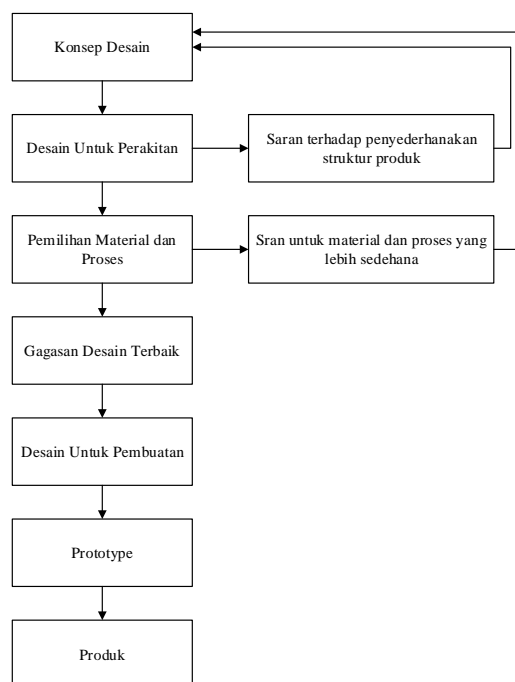 Konsep Desain
Desain Untuk Perakitan
Saran terhadap penyederhanakan
struktur produk
Pemilihan Material dan
Proses
Sran untuk material dan proses yang
lebih sedehana
Gagasan Desain Terbaik
Desain Untuk Pembuatan
Prototype
Produk